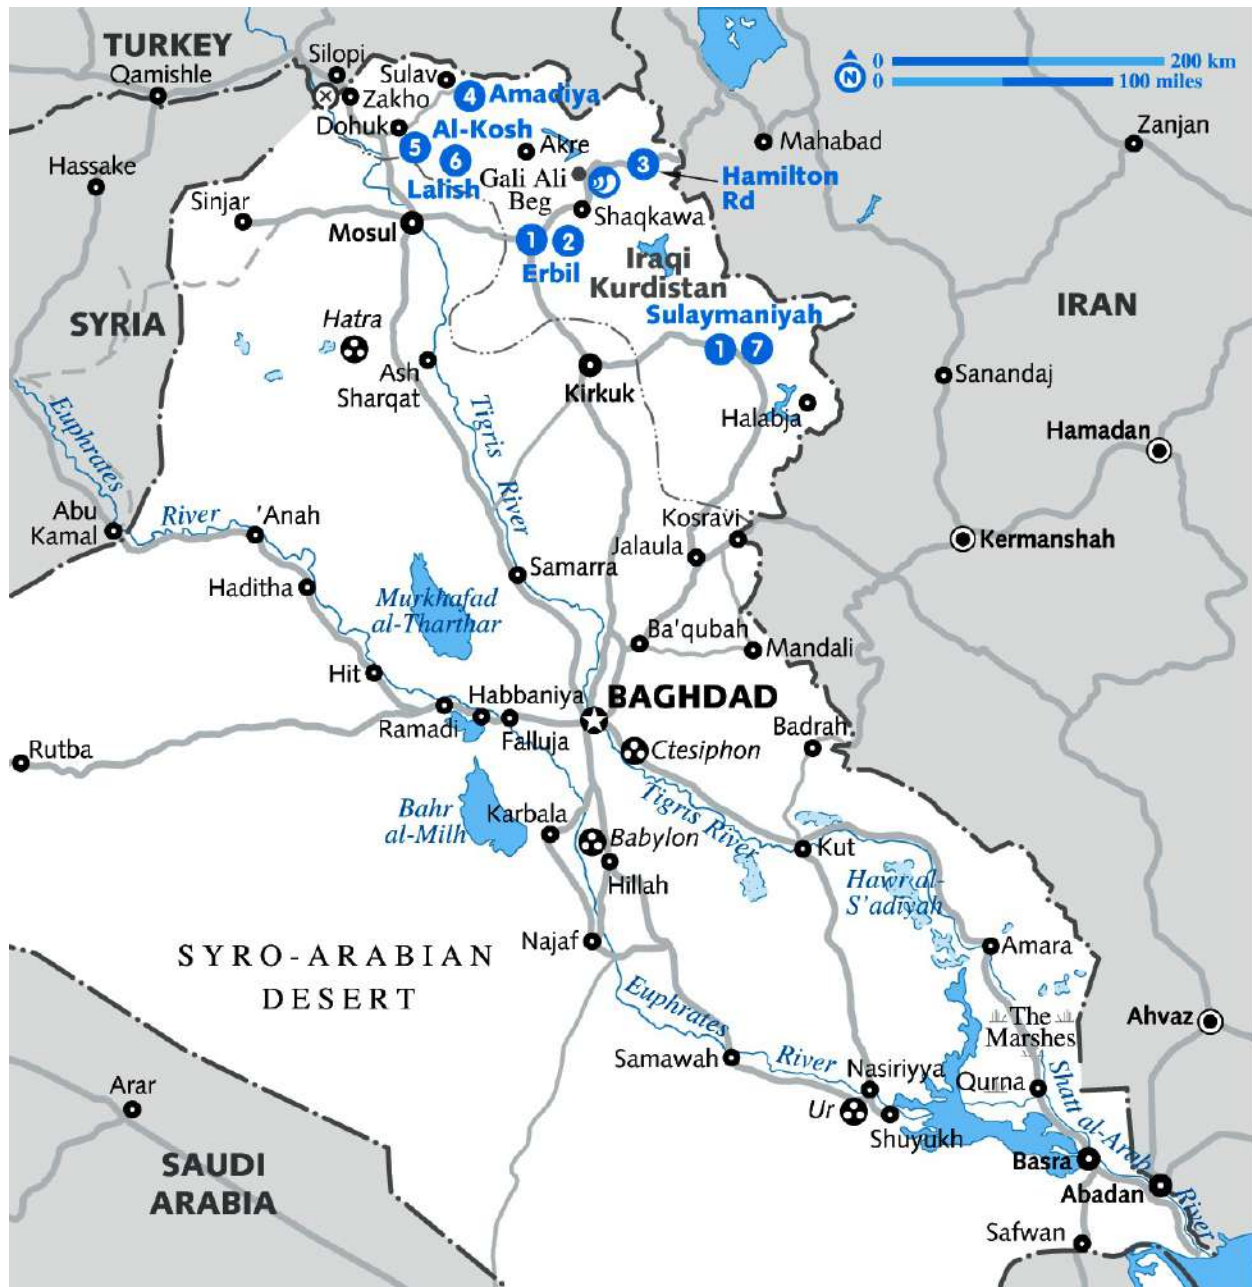 TURKEY
Qamishle
Silopi
Sulav
Zakho
Dohuk
4
Amadiya
Al-Kosh
5
6
Lalish
Akre
3
Hamilton
Rd
Gali Ali
Beg
Shaqkawa
N
0
200 km
0
100 miles
Mahabad
Zanjan
Hassake
Sinjar
Mosul
1
2
Erbil
Iraqi
Kurdistan
SYRIA
Hatra
Ash
Sharqat
Sulaymaniyah
1
7
Kirkuk
Halabja
IRAN
Sanandaj
Hamadan
Kermanshah
Euphrates
River
Tigris
River
Abu
Kamal
'Anah
Haditha
Samarra
Kosravi
Jalaula
Murkhafad
al-Tharthar
Ba'qubah
Mandali
Hit
Ramadi
Habbaniya
Falluja
BAGHDAD
Badrah
Rutba
Ctesiphon
Bahr
al-Milh
Karbala
Babylon
Hillah
Tigris River
Kut
Hawr al-
S'adiyah
Najaf
Amara
SYRO-ARABIAN
DESERT
Euphrates
River
Samawah
Nasiriyya
Ur
Shuyukh
The
Marshes
Qurna
Shatt al-Arab
River
Ahvaz
Basra
Abadan
Safwan
Arar
SAUDI
ARABIA